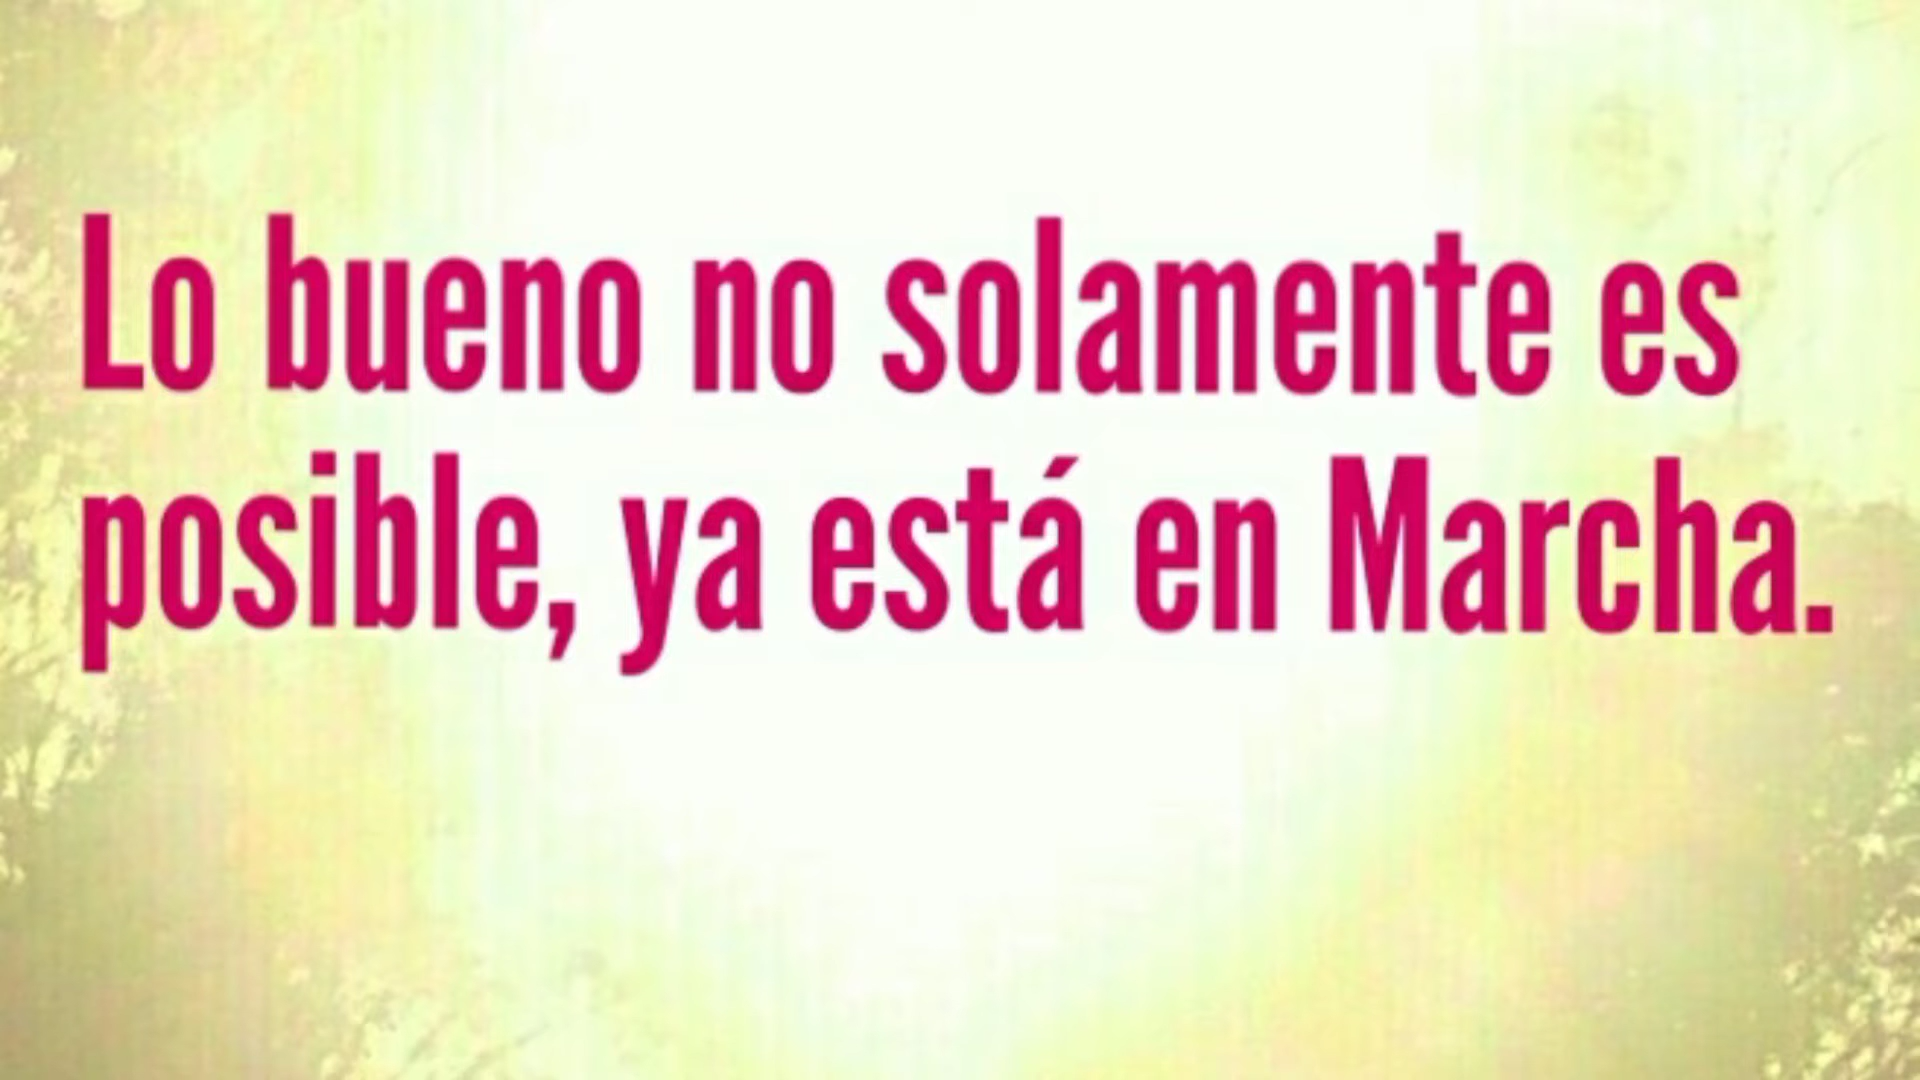 Lo bueno no solamente es
posible, ya está en Marcha.